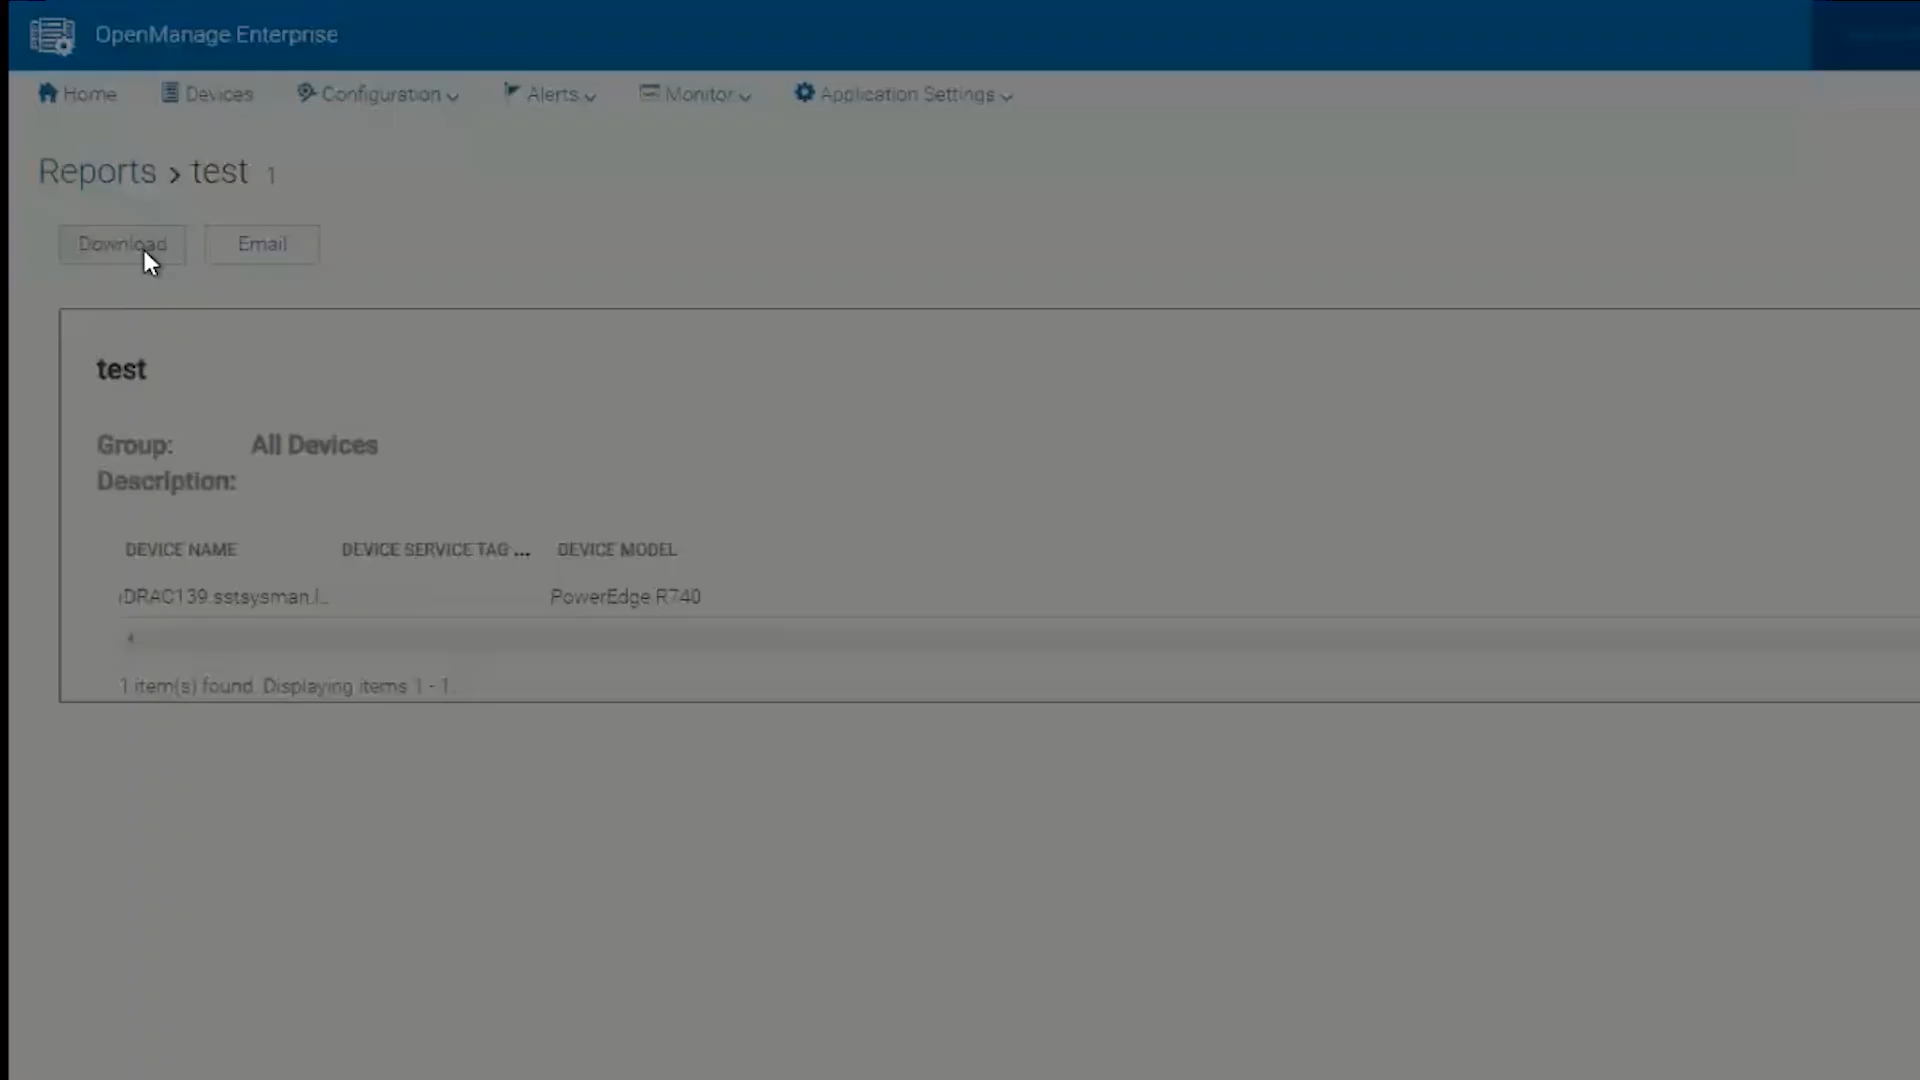 OpenManage Enterprise
Home Devices Configuration Alerts Monitor Application Settings
Reports › test 1
Download Email
test
Group: All Devices
Description:
DEVICE NAME DEVICE SERVICE TAG ... DEVICE MODEL
iDRAC139.sstsysman.l... PowerEdge R740
1 item(s) found. Displaying items 1 - 1.